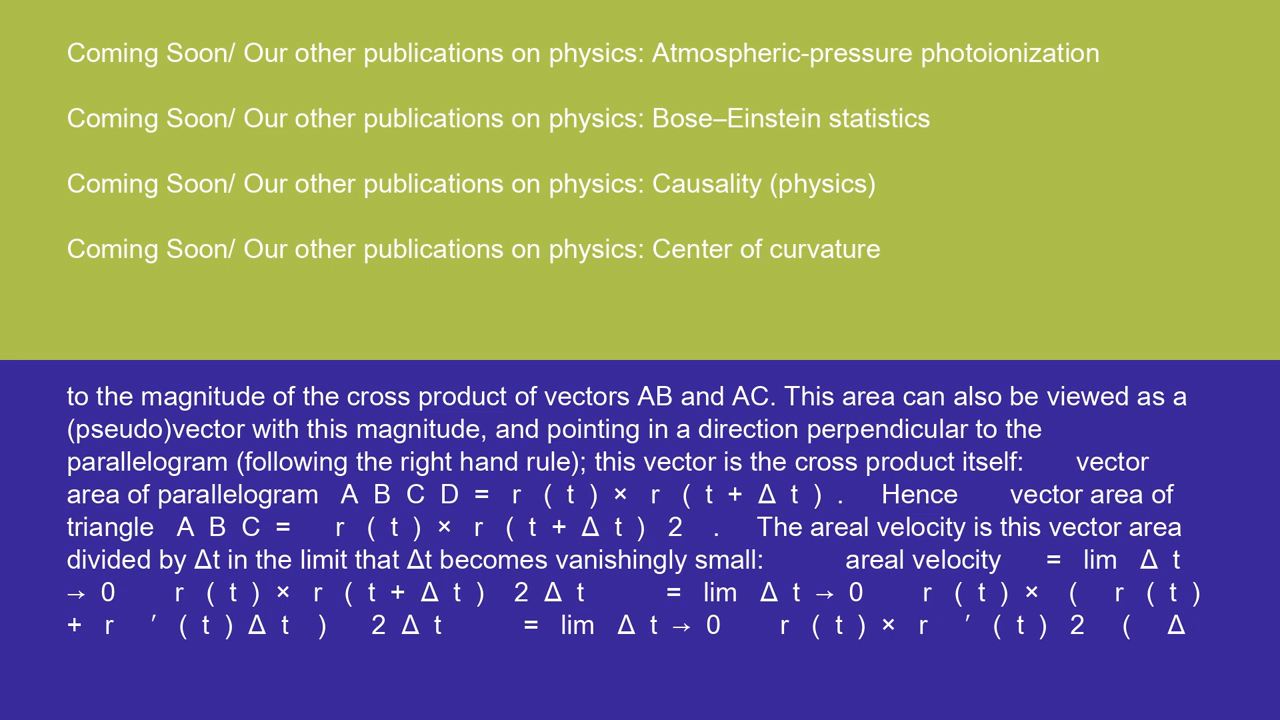 Coming Soon/ Our other publications on physics: Atmospheric-pressure photoionization
Coming Soon/ Our other publications on physics: Bose–Einstein statistics
Coming Soon/ Our other publications on physics: Causality (physics)
Coming Soon/ Our other publications on physics: Center of curvature
to the magnitude of the cross product of vectors AB and AC. This area can also be viewed as a
(pseudo)vector with this magnitude, and pointing in a direction perpendicular to the
parallelogram (following the right hand rule); this vector is the cross product itself: vector
area of parallelogram A B C D = r ( t ) × r ( t + Δ t ) . Hence vector area of
triangle A B C = r ( t ) × r ( t + Δ t ) 2 . The areal velocity is this vector area
divided by Δt in the limit that Δt becomes vanishingly small: areal velocity = lim Δ t
→ 0 r ( t ) × r ( t + Δ t ) 2 Δ t = lim Δ t → 0 r ( t ) × ( r ( t )
+ r ′ ( t ) Δ t ) 2 Δ t = lim Δ t → 0 r ( t ) × r ′ ( t ) 2 ( Δ